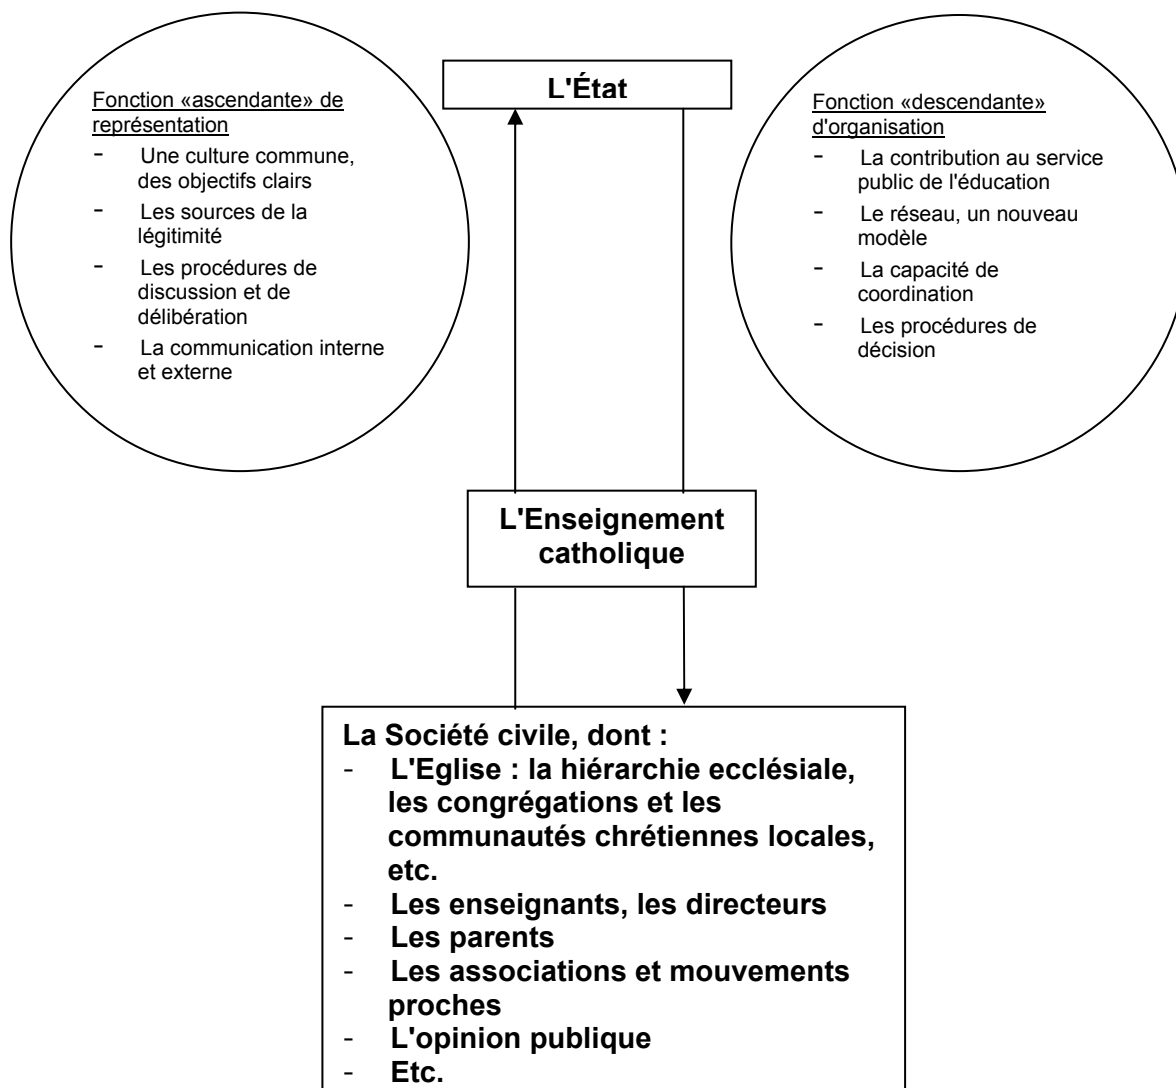 L'État
Fonction «ascendante» de
représentation
- Une culture commune,
des objectifs clairs
- Les sources de la
légitimité
- Les procédures de
discussion et de
délibération
- La communication interne
et externe
Fonction «descendante»
d'organisation
- La contribution au service
public de l'éducation
- Le réseau, un nouveau
modèle
- La capacité de
coordination
- Les procédures de
décision
L'Enseignement
catholique
La Société civile, dont :
- L'Eglise : la hiérarchie ecclésiale,
les congrégations et les
communautés chrétiennes locales,
etc.
- Les enseignants, les directeurs
- Les parents
- Les associations et mouvements
proches
- L'opinion publique
- Etc.